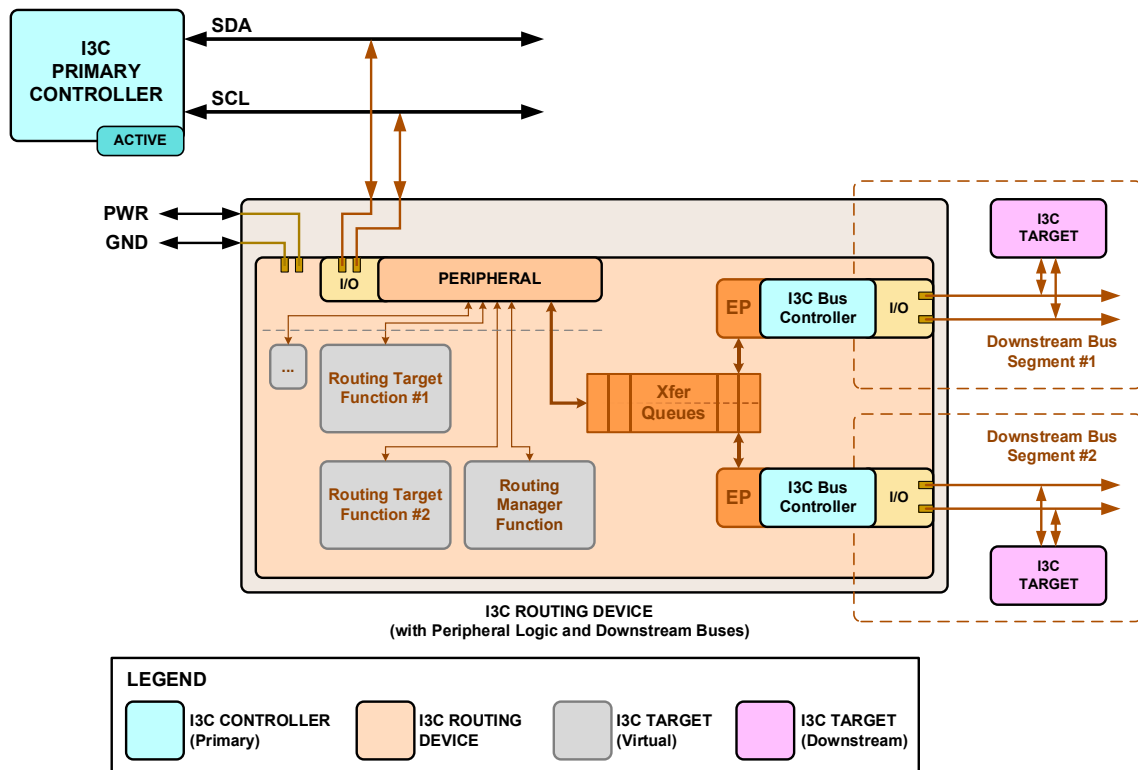 I3C
PRIMARY
CONTROLLER
ACTIVE
SDA
SCL
PWR
GND
I/O
PERIPHERAL
...
Routing Target
Function #1
Routing Target
Function #2
Routing
Manager
Function
Xfer
Queues
EP
I3C Bus
Controller
I/O
EP
I3C Bus
Controller
I/O
I3C
TARGET
Downstream Bus
Segment #1
Downstream Bus
Segment #2
I3C
TARGET
I3C ROUTING DEVICE
(with Peripheral Logic and Downstream Buses)
LEGEND
I3C CONTROLLER
(Primary)
I3C ROUTING
DEVICE
I3C TARGET
(Virtual)
I3C TARGET
(Downstream)